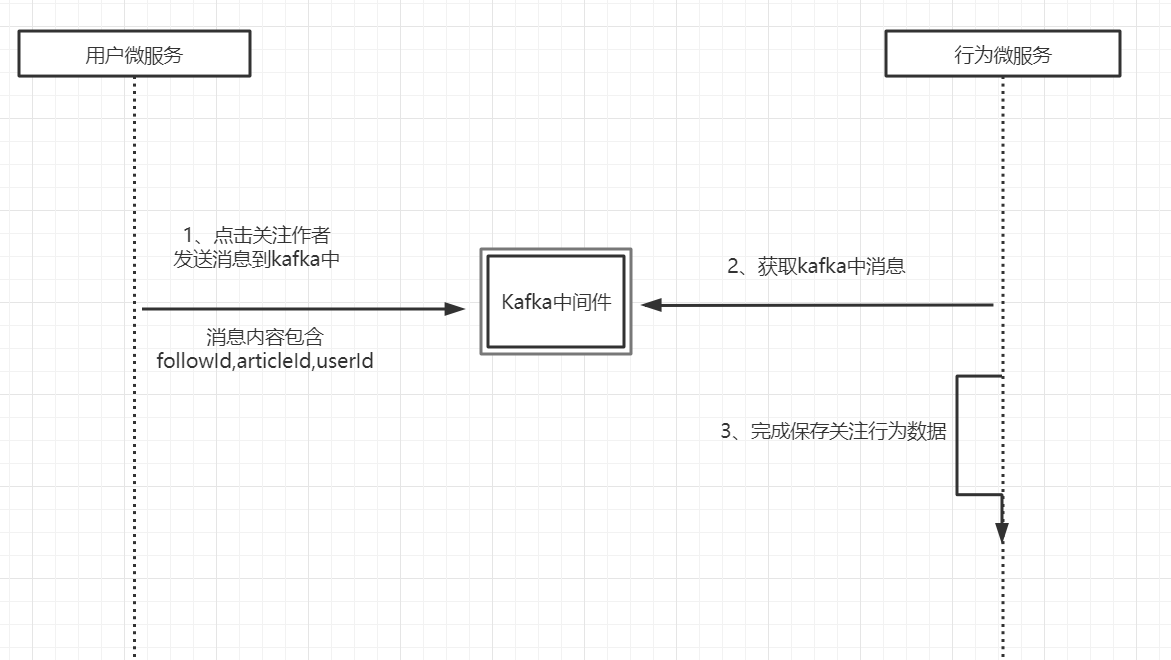 用户微服务
行为微服务
1、点击关注作者
发送消息到kafka中
消息内容包含
followId,articleId,userId
Kafka中间件
2、获取kafka中消息
3、完成保存关注行为数据